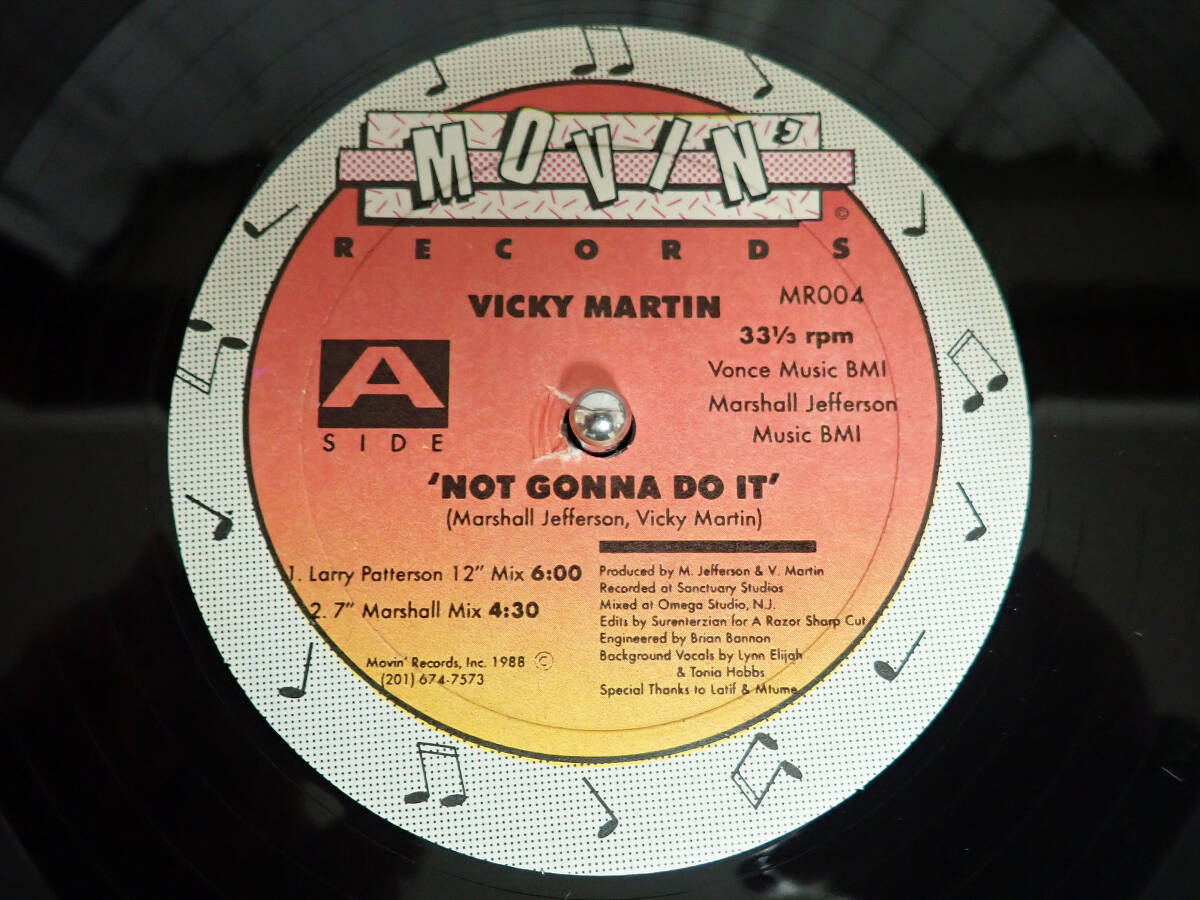 MOVIN'
©
RECORDS
VICKY MARTIN
MR004
33⅓ rpm
Vonce Music BMI
Marshall Jefferson
Music BMI
A
SIDE
'NOT GONNA DO IT'
(Marshall Jefferson, Vicky Martin)
1. Larry Patterson 12" Mix 6:00
2. 7" Marshall Mix 4:30
Movin' Records, Inc. 1988 ©
(201) 674-7573
Produced by M. Jefferson & V. Martin
Recorded at Sanctuary Studios
Mixed at Omega Studio, N.J.
Edits by Surenterzian for A Razor Sharp Cut
Engineered by Brian Bannon
Background Vocals by Lynn Elijah
& Tonia Hobbs
Special Thanks to Latif & Mtume